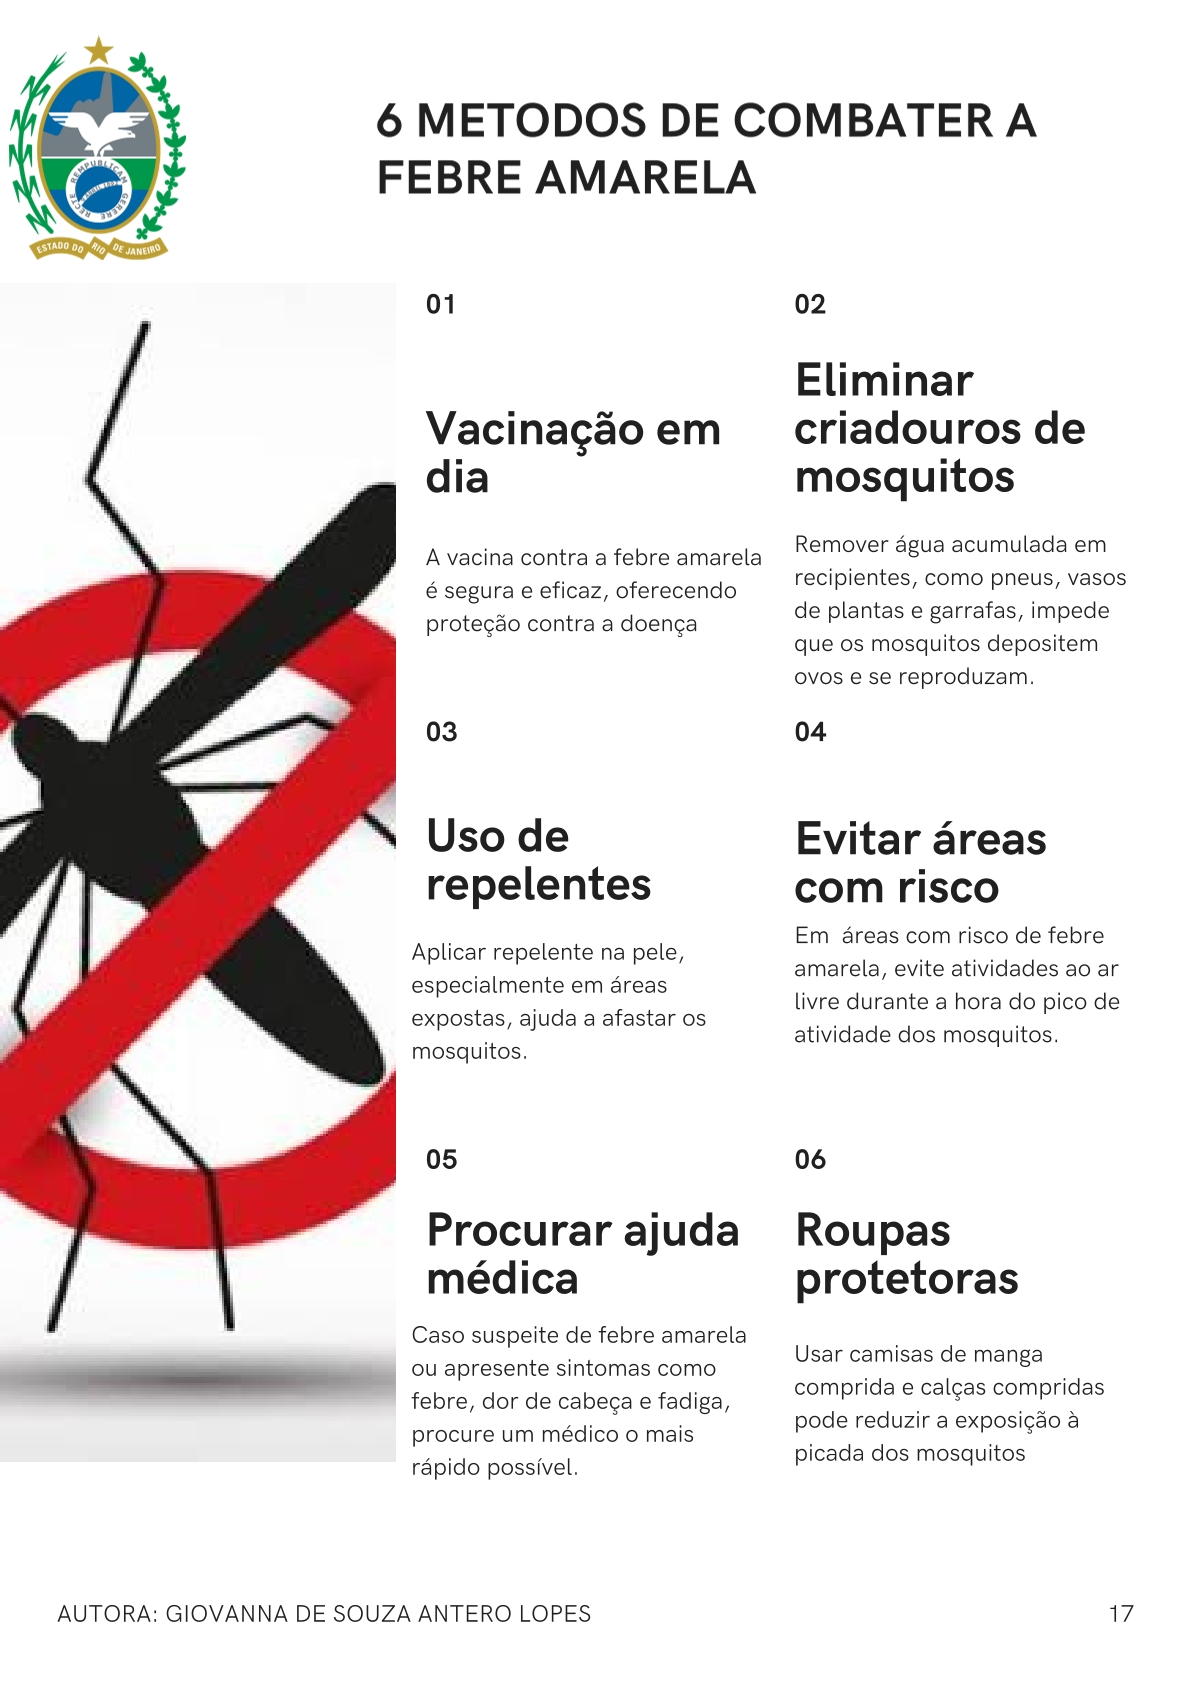 6 METODOS DE COMBATER A
FEBRE AMARELA
RECTE REMPUBLICAM GERERE
ESTADO DO RIO DE JANEIRO
01
Vacinação em
dia
A vacina contra a febre amarela
é segura e eficaz, oferecendo
proteção contra a doença
02
Eliminar
criadouros de
mosquitos
Remover água acumulada em
recipientes, como pneus, vasos
de plantas e garrafas, impede
que os mosquitos depositem
ovos e se reproduzam.
03
Uso de
repelentes
Aplicar repelente na pele,
especialmente em áreas
expostas, ajuda a afastar os
mosquitos.
04
Evitar áreas
com risco
Em  áreas com risco de febre
amarela, evite atividades ao ar
livre durante a hora do pico de
atividade dos mosquitos.
05
Procurar ajuda
médica
Caso suspeite de febre amarela
ou apresente sintomas como
febre, dor de cabeça e fadiga,
procure um médico o mais
rápido possível.
06
Roupas
protetoras
Usar camisas de manga
comprida e calças compridas
pode reduzir a exposição à
picada dos mosquitos
AUTORA: GIOVANNA DE SOUZA ANTERO LOPES
17